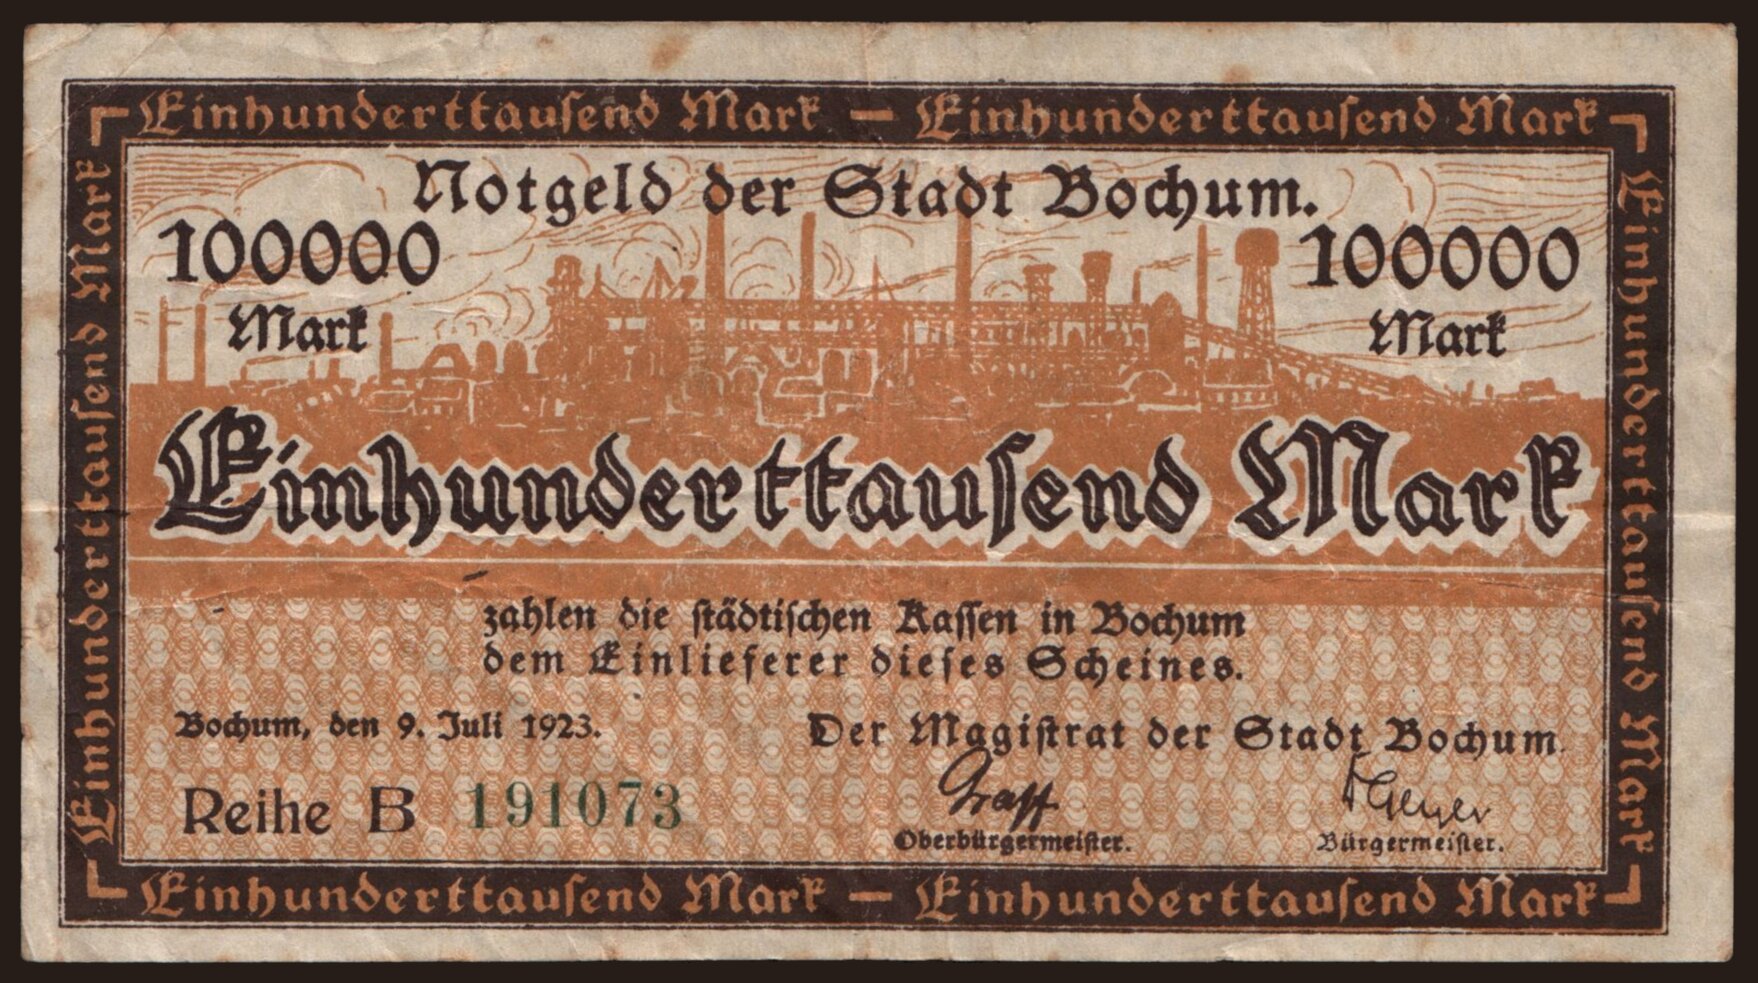 Einhunderttausend Mark — Einhunderttausend Mark
Einhunderttausend Mark
Einhunderttausend Mark
Notgeld der Stadt Bochum.
100000
Mark
100000
Mark
Einhunderttausend Mark
zahlen die städtischen Kassen in Bochum
dem Einlieferer dieses Scheines.
Bochum, den 9. Juli 1923.
Der Magistrat der Stadt Bochum.
Reihe B 191073
Graff
Geyer
Oberbürgermeister.
Bürgermeister.
Einhunderttausend Mark — Einhunderttausend Mark